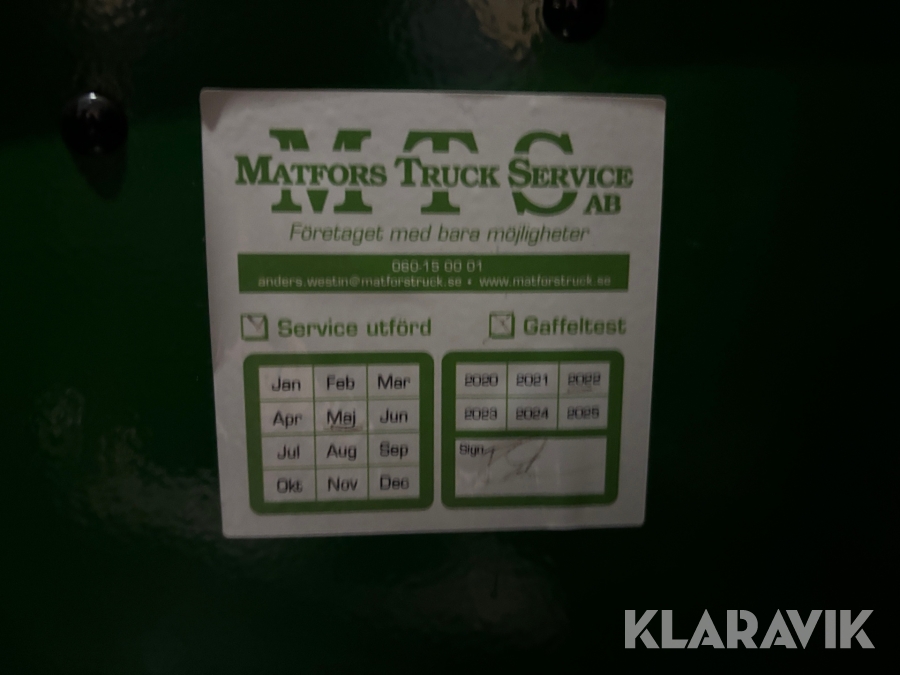 MTS
MATFORS TRUCK SERVICE
AB
Företaget med bara möjligheter
060-15 00 01
anders.westin@matforstruck.se • www.matforstruck.se
Service utförd
Gaffeltest
Jan Feb Mar
Apr Maj Jun
Jul Aug Sep
Okt Nov Dec
2020 2021 2022
2023 2024 2025
Sign.
KLARAVIK